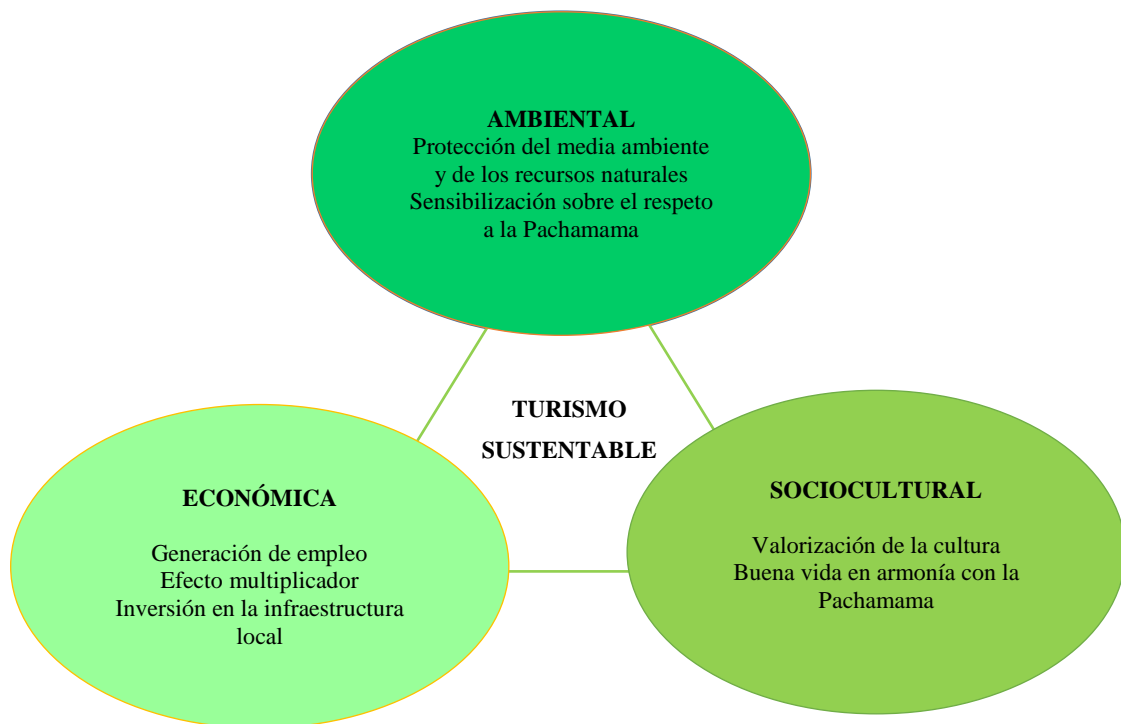 AMBIENTAL
Protección del media ambiente
y de los recursos naturales
Sensibilización sobre el respeto
a la Pachamama
TURISMO
SUSTENTABLE
ECONÓMICA
Generación de empleo
Efecto multiplicador
Inversión en la infraestructura
local
SOCIOCULTURAL
Valorización de la cultura
Buena vida en armonía con la
Pachamama